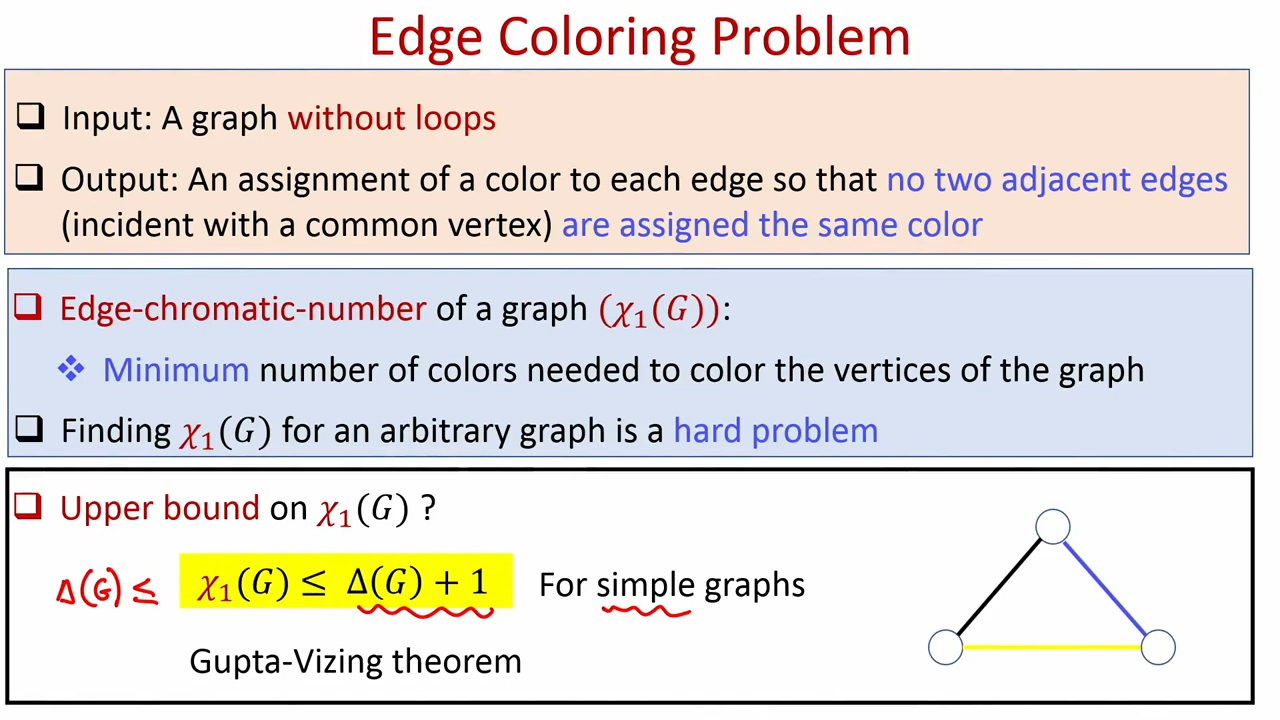 Edge Coloring Problem
❑ Input: A graph without loops
❑ Output: An assignment of a color to each edge so that no two adjacent edges
(incident with a common vertex) are assigned the same color
❑ Edge-chromatic-number of a graph (χ₁(G)):
❖ Minimum number of colors needed to color the vertices of the graph
❑ Finding χ₁(G) for an arbitrary graph is a hard problem
❑ Upper bound on χ₁(G) ?
Δ(G) ≤ χ₁(G) ≤ Δ(G) + 1 For simple graphs
Gupta-Vizing theorem